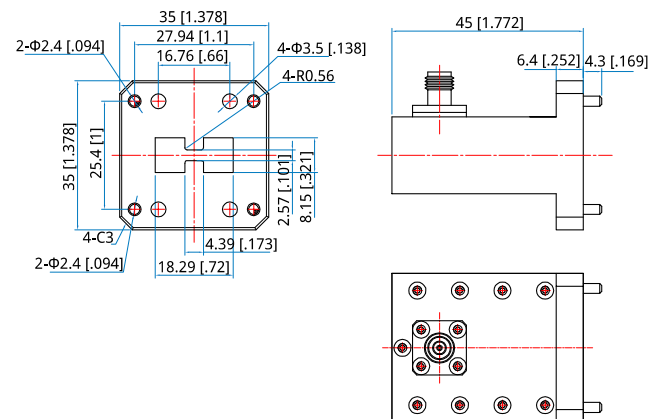 35 [1.378]
27.94 [1.1]
2-Φ2.4 [.094]
4-Φ3.5 [.138]
16.76 [.66]
4-R0.56
35 [1.378]
25.4 [1]
2.57 [.101]
8.15 [.321]
4-C3
4.39 [.173]
2-Φ2.4 [.094]
18.29 [.72]
45 [1.772]
6.4 [.252]
4.3 [.169]